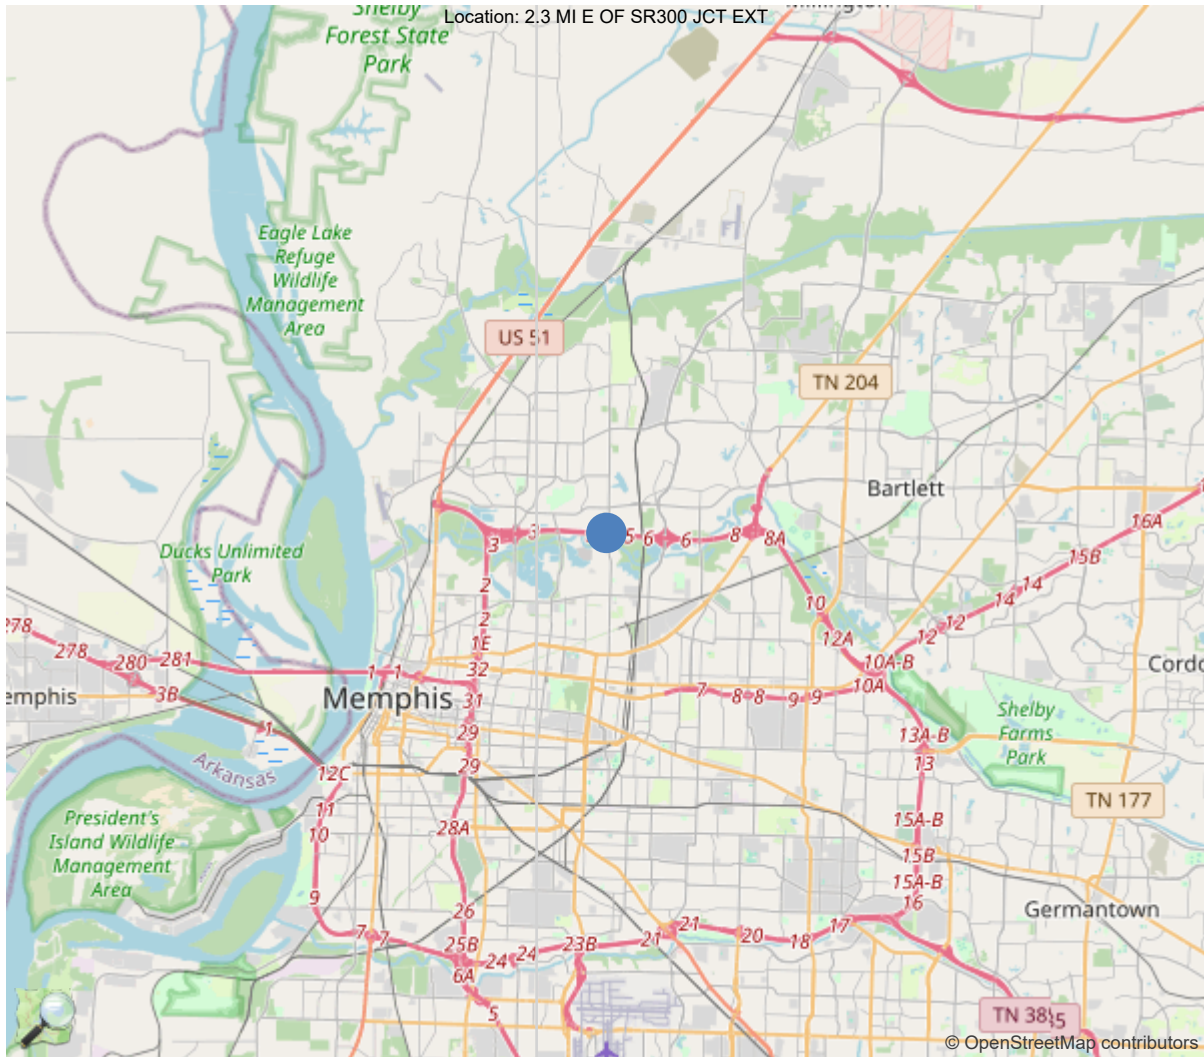 Location: 2.3 MI E OF SR300 JCT EXT
Shelby
Forest State
Park
Eagle Lake
Refuge
Wildlife
Management
Area
US 51
TN 204
Bartlett
Ducks Unlimited
Park
3
3
5
6
6
8
8A
2
2
1E
32
31
29
29
28A
26
25B
6A
5
10
12A
10A-B
10A
12
12
14
14
15B
16A
278
278
280
281
3B
1
1
1
emphis
Memphis
7
8
8
9
9
Cordo
Shelby
Farms
Park
13A-B
13
TN 177
Arkansas
12C
11
10
9
7
7
President's
Island Wildlife
Management
Area
15A-B
15B
15A-B
16
Germantown
24
24
23B
21
21
20
18
17
TN 385
© OpenStreetMap contributors